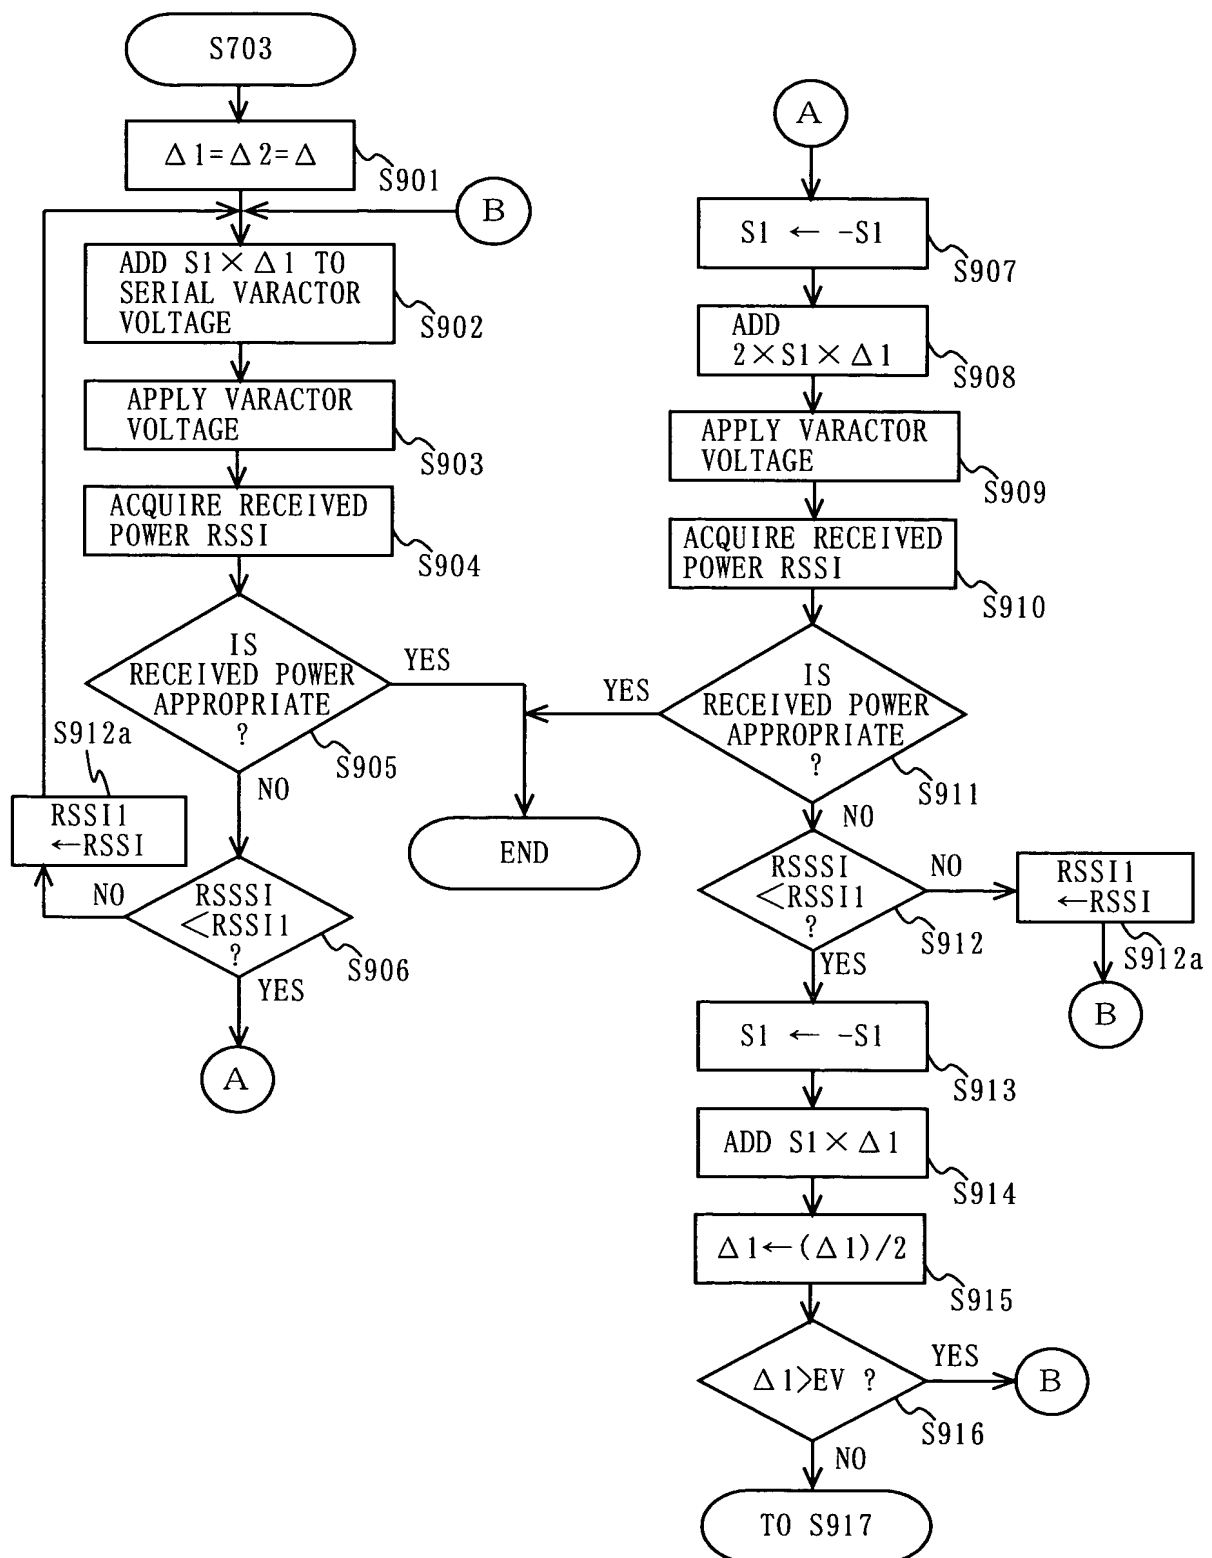 S703
Δ1=Δ2=Δ
S901
B
ADD S1×Δ1 TO
SERIAL VARACTOR
VOLTAGE
S902
APPLY VARACTOR
VOLTAGE
S903
ACQUIRE RECEIVED
POWER RSSI
S904
IS
RECEIVED POWER
APPROPRIATE
?
S905
YES
NO
S912a
RSSI1
←RSSI
NO
RSSSI
<RSSI1
?
S906
YES
A
END
A
S1 ← -S1
S907
ADD
2×S1×Δ1
S908
APPLY VARACTOR
VOLTAGE
S909
ACQUIRE RECEIVED
POWER RSSI
S910
YES
IS
RECEIVED POWER
APPROPRIATE
?
S911
NO
RSSSI
<RSSI1
?
S912
NO
RSSI1
←RSSI
S912a
B
YES
S1 ← -S1
S913
ADD S1×Δ1
S914
Δ1←(Δ1)/2
S915
Δ1>EV ?
S916
YES
B
NO
TO S917